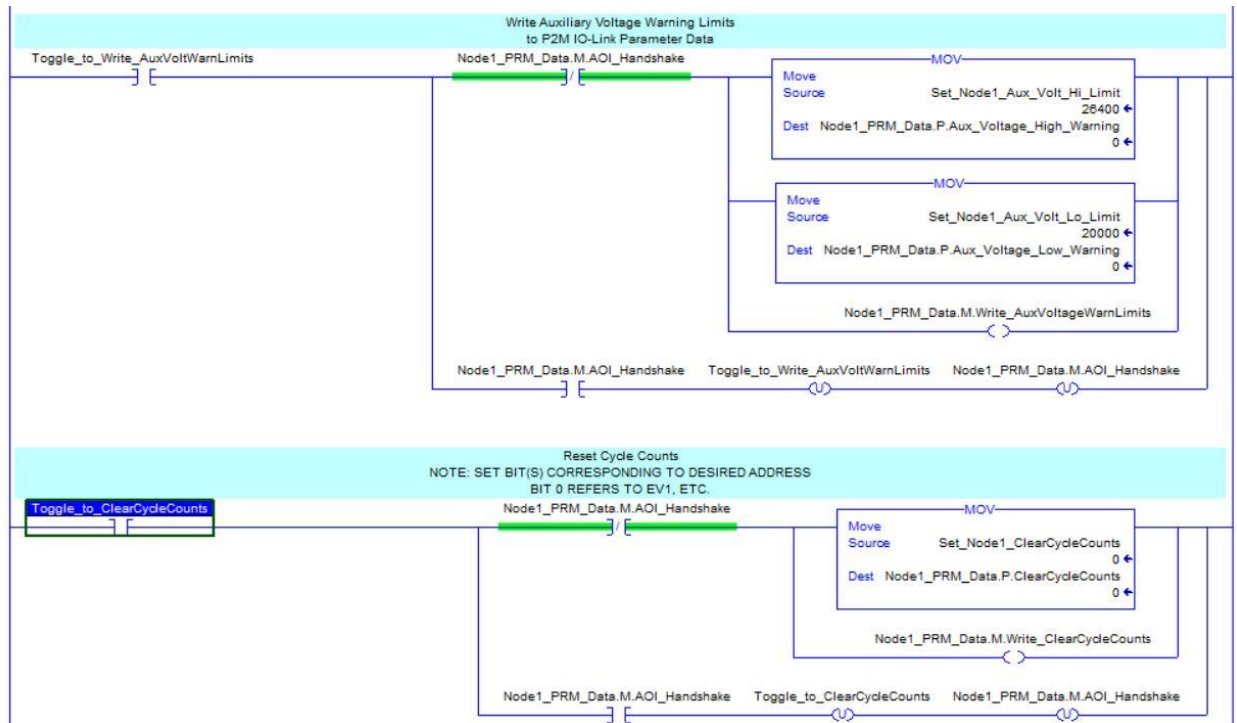 Write Auxiliary Voltage Warning Limits
to P2M IO-Link Parameter Data
Toggle_to_Write_AuxVoltWarnLimits
Node1_PRM_Data.M.AOI_Handshake
MOV
Move
Source Set_Node1_Aux_Volt_Hi_Limit
26400
Dest Node1_PRM_Data.P.Aux_Voltage_High_Warning
0
MOV
Move
Source Set_Node1_Aux_Volt_Lo_Limit
20000
Dest Node1_PRM_Data.P.Aux_Voltage_Low_Warning
0
Node1_PRM_Data.M.Write_AuxVoltageWarnLimits
Node1_PRM_Data.M.AOI_Handshake Toggle_to_Write_AuxVoltWarnLimits Node1_PRM_Data.M.AOI_Handshake
U U
Reset Cycle Counts
NOTE: SET BIT(S) CORRESPONDING TO DESIRED ADDRESS
BIT 0 REFERS TO EV1, ETC.
Toggle_to_ClearCycleCounts
Node1_PRM_Data.M.AOI_Handshake
MOV
Move
Source Set_Node1_ClearCycleCounts
0
Dest Node1_PRM_Data.P.ClearCycleCounts
0
Node1_PRM_Data.M.Write_ClearCycleCounts
Node1_PRM_Data.M.AOI_Handshake Toggle_to_ClearCycleCounts Node1_PRM_Data.M.AOI_Handshake
U U